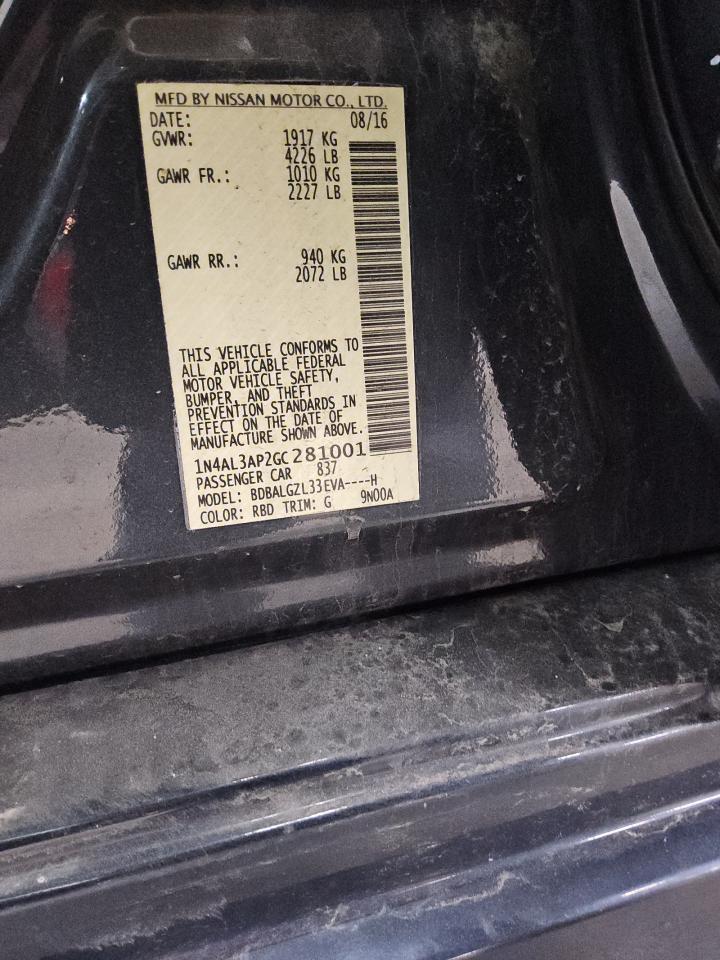 MFD BY NISSAN MOTOR CO., LTD.
DATE: 08/16
GVWR: 1917 KG
4226 LB
GAWR FR.: 1010 KG
2227 LB
GAWR RR.: 940 KG
2072 LB
THIS VEHICLE CONFORMS TO
ALL APPLICABLE FEDERAL
MOTOR VEHICLE SAFETY,
BUMPER, AND THEFT
PREVENTION STANDARDS IN
EFFECT ON THE DATE OF
MANUFACTURE SHOWN ABOVE.
1N4AL3AP2GC281001
PASSENGER CAR 837
MODEL: BDBALGZL33EVA----H
COLOR: RBD TRIM: G 9N00A